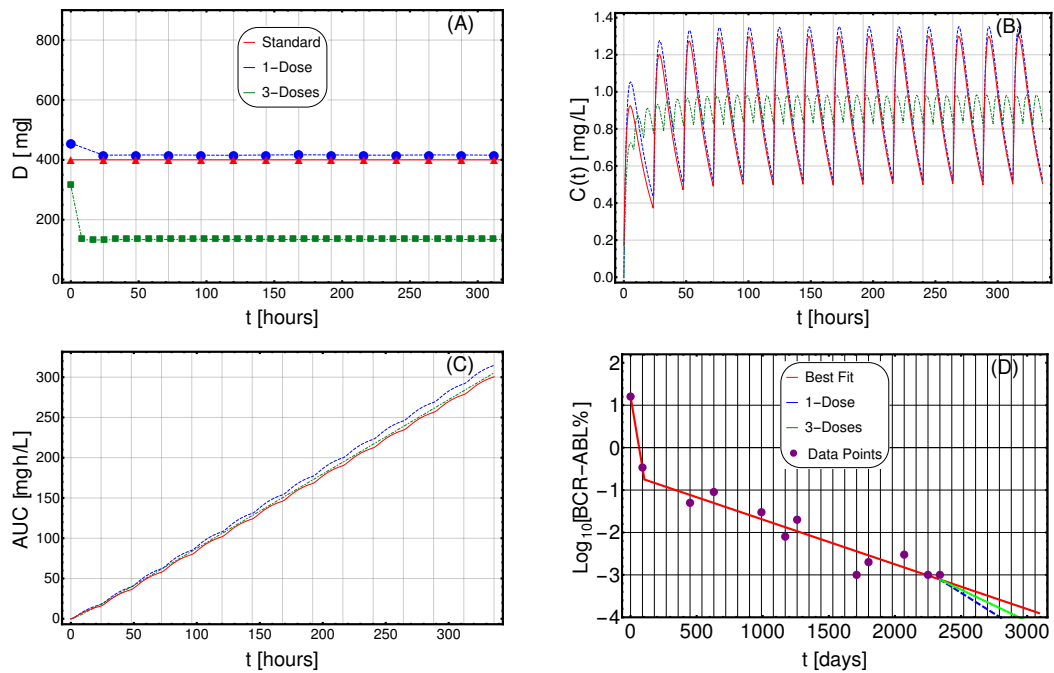 (A)
Standard
1-Dose
3-Doses
D [mg]
800
600
400
200
0
0 50 100 150 200 250 300
t [hours]
(B)
C(t) [mg/L]
1.4
1.2
1.0
0.8
0.6
0.4
0.2
0.0
0 50 100 150 200 250 300
t [hours]
(C)
AUC [mgh/L]
300
250
200
150
100
50
0
0 50 100 150 200 250 300
t [hours]
(D)
Best Fit
1-Dose
3-Doses
Data Points
Log10[BCR-ABL%]
2
1
0
-1
-2
-3
-4
0 500 1000 1500 2000 2500 3000
t [days]